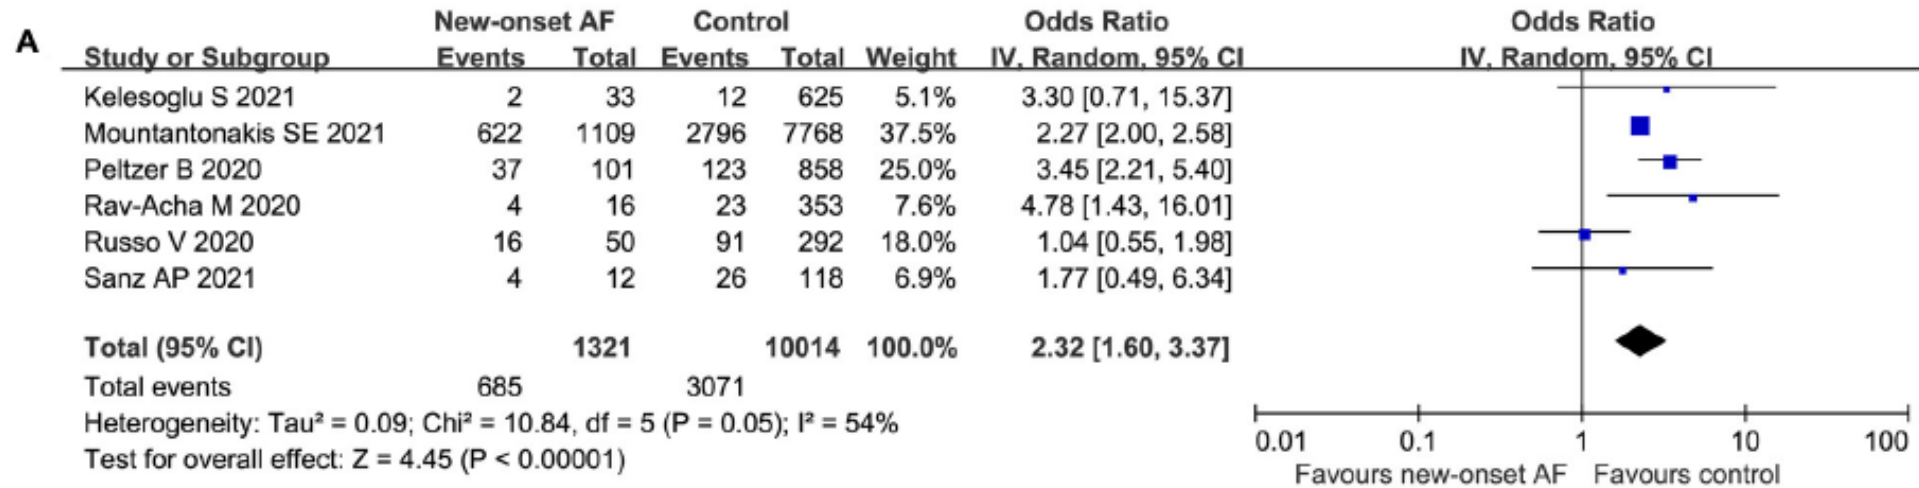 A
New-onset AF Control Odds Ratio Odds Ratio
Study or Subgroup Events Total Events Total Weight IV, Random, 95% CI IV, Random, 95% CI
Kelesoglu S 2021 2 33 12 625 5.1% 3.30 [0.71, 15.37]
Mountantonakis SE 2021 622 1109 2796 7768 37.5% 2.27 [2.00, 2.58]
Peltzer B 2020 37 101 123 858 25.0% 3.45 [2.21, 5.40]
Rav-Acha M 2020 4 16 23 353 7.6% 4.78 [1.43, 16.01]
Russo V 2020 16 50 91 292 18.0% 1.04 [0.55, 1.98]
Sanz AP 2021 4 12 26 118 6.9% 1.77 [0.49, 6.34]
Total (95% CI) 1321 10014 100.0% 2.32 [1.60, 3.37]
Total events 685 3071
Heterogeneity: Tau² = 0.09; Chi² = 10.84, df = 5 (P = 0.05); I² = 54%
Test for overall effect: Z = 4.45 (P < 0.00001)
0.01 0.1 1 10 100
Favours new-onset AF Favours control